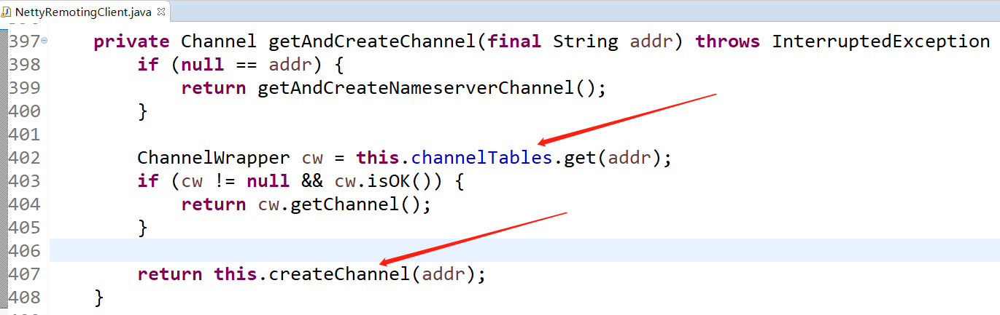 NettyRemotingClient.java
397 private Channel getAndCreateChannel(final String addr) throws InterruptedException
398 if (null == addr) {
399 return getAndCreateNameserverChannel();
400 }
401
402 ChannelWrapper cw = this.channelTables.get(addr);
403 if (cw != null && cw.isOK()) {
404 return cw.getChannel();
405 }
406
407 return this.createChannel(addr);
408 }